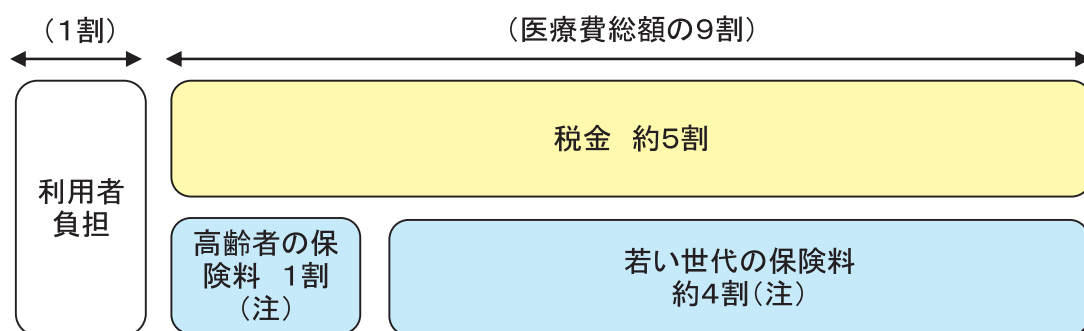 （1割）
（医療費総額の9割）
税金　約5割
利用者
負担
高齢者の保
険料　1割
（注）
若い世代の保険料
約4割（注）